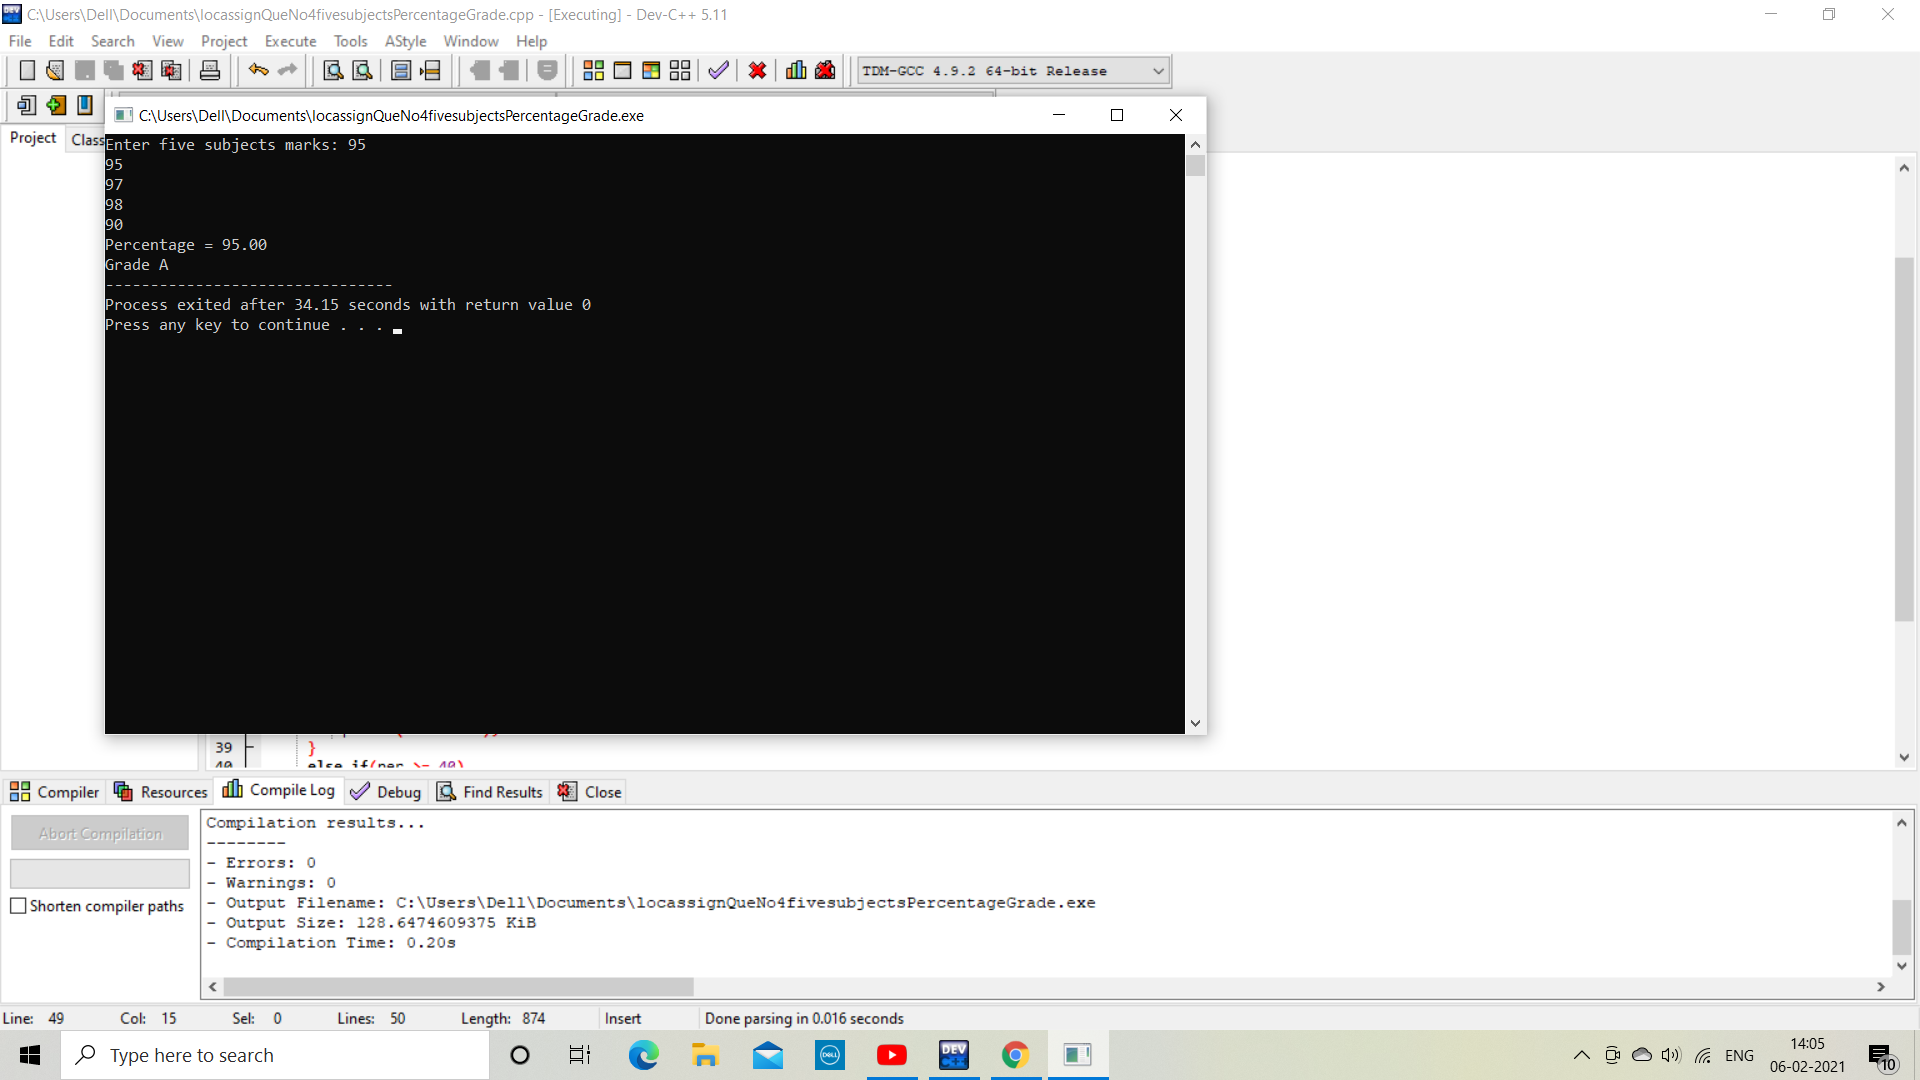 C:\Users\Dell\Documents\locassignQueNo4fivesubjectsPercentageGrade.cpp - [Executing] - Dev-C++ 5.11
File Edit Search View Project Execute Tools AStyle Window Help
TDM-GCC 4.9.2 64-bit Release
C:\Users\Dell\Documents\locassignQueNo4fivesubjectsPercentageGrade.exe
Project Class
Enter five subjects marks: 95
95
97
98
90
Percentage = 95.00
Grade A
--------------------------------
Process exited after 34.15 seconds with return value 0
Press any key to continue . . .
39 }
40 else if(per >= 40)
Compiler Resources Compile Log Debug Find Results Close
Abort Compilation
Shorten compiler paths
Compilation results...
--------
- Errors: 0
- Warnings: 0
- Output Filename: C:\Users\Dell\Documents\locassignQueNo4fivesubjectsPercentageGrade.exe
- Output Size: 128.6474609375 KiB
- Compilation Time: 0.20s
Line: 49 Col: 15 Sel: 0 Lines: 50 Length: 874 Insert Done parsing in 0.016 seconds
Type here to search
DELL
DEV C++
ENG
14:05
06-02-2021
10